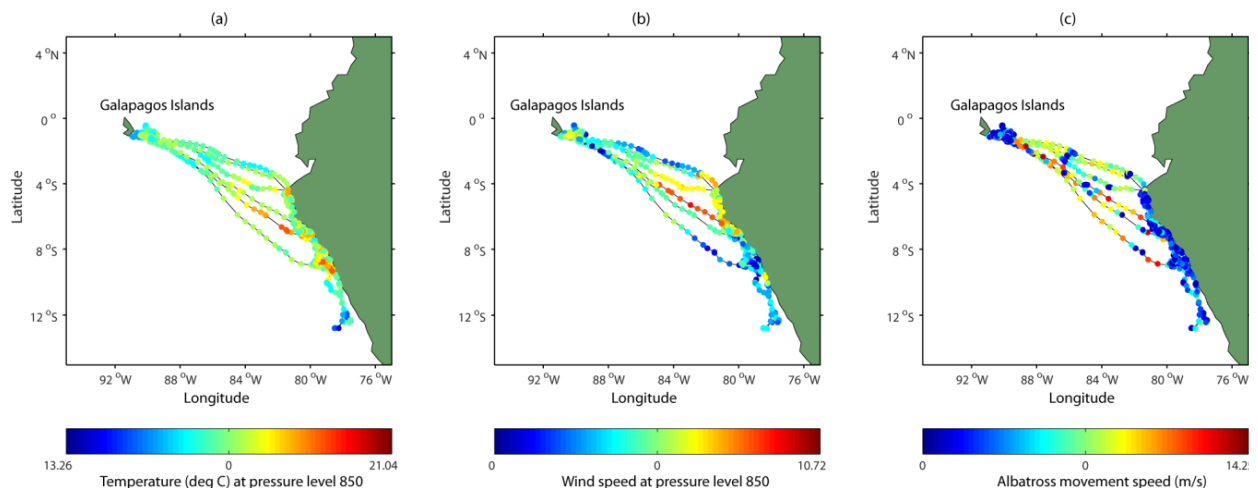 (a)
(b)
(c)
4 °N
Galapagos Islands
0 °
4 °S
8 °S
12 °S
Latitude
92 °W
88 °W
84 °W
80 °W
76 °W
Longitude
13.26
0
21.04
Temperature (deg C) at pressure level 850
4 °N
Galapagos Islands
0 °
4 °S
8 °S
12 °S
Latitude
92 °W
88 °W
84 °W
80 °W
76 °W
Longitude
0
0
10.72
Wind speed at pressure level 850
4 °N
Galapagos Islands
0 °
4 °S
8 °S
12 °S
Latitude
92 °W
88 °W
84 °W
80 °W
76 °W
Longitude
0
0
14.25
Albatross movement speed (m/s)